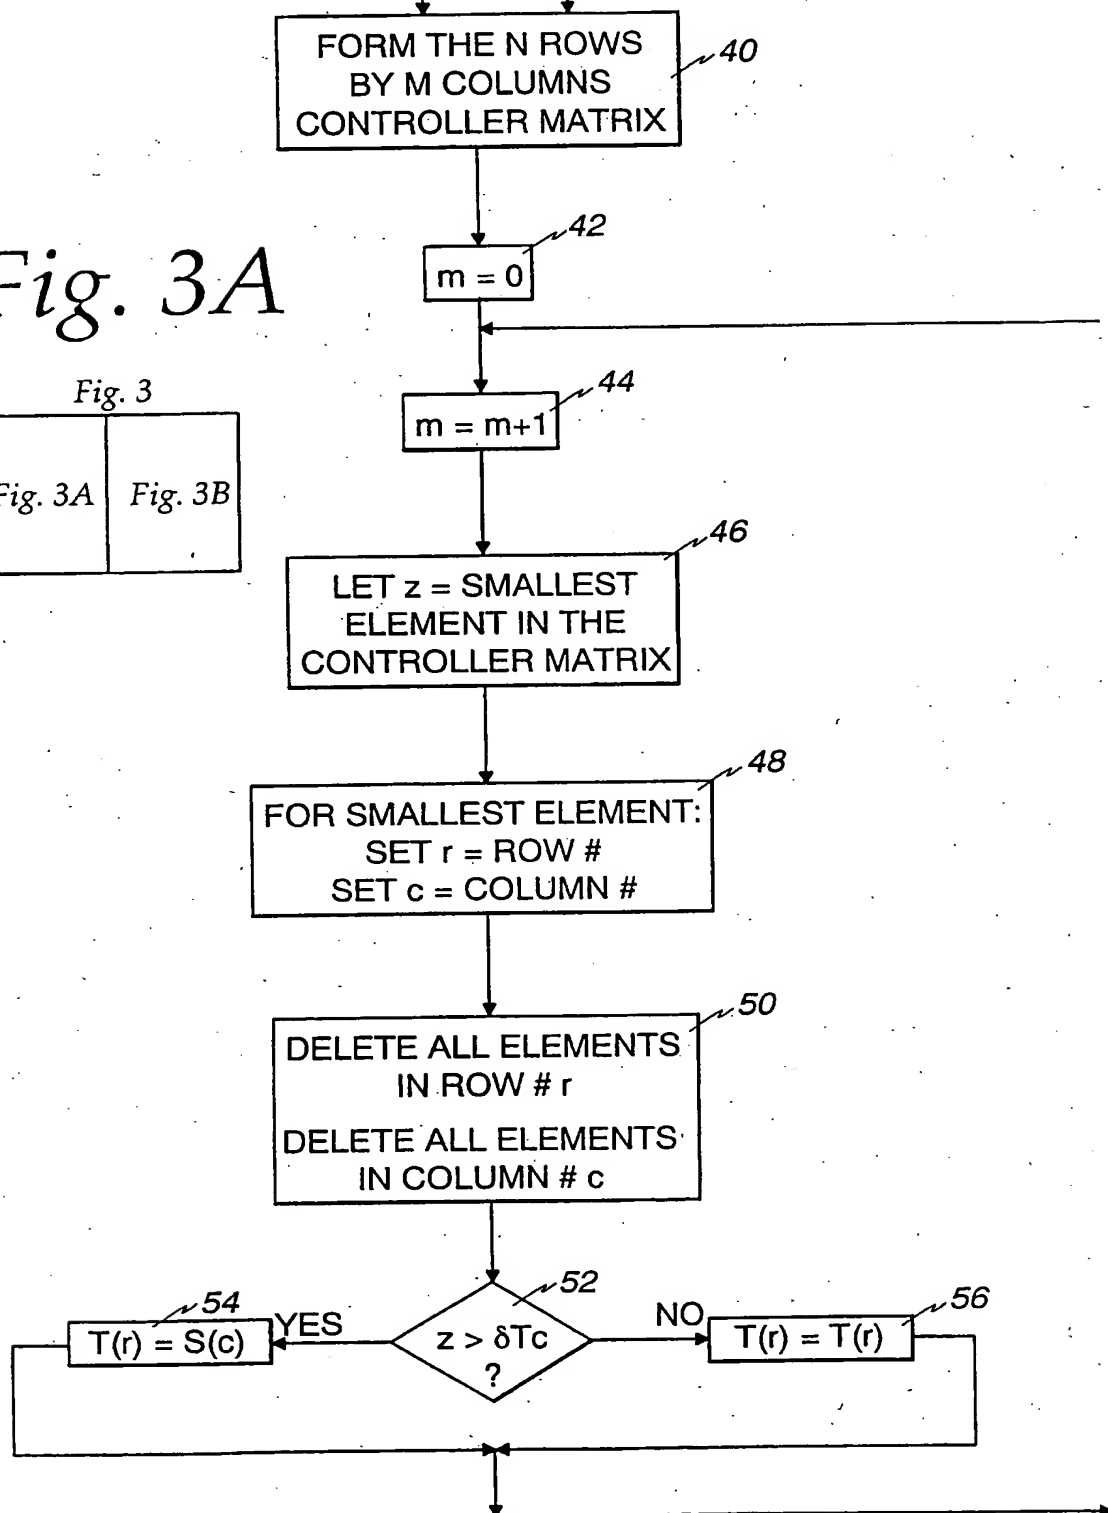 FORM THE N ROWS
BY M COLUMNS
CONTROLLER MATRIX
40
42
m = 0
Fig. 3A
44
m = m+1
Fig. 3
Fig. 3A
Fig. 3B
46
LET z = SMALLEST
ELEMENT IN THE
CONTROLLER MATRIX
48
FOR SMALLEST ELEMENT:
SET r = ROW #
SET c = COLUMN #
50
DELETE ALL ELEMENTS
IN ROW # r
DELETE ALL ELEMENTS
IN COLUMN # c
52
z > δTc
?
YES
54
T(r) = S(c)
NO
56
T(r) = T(r)